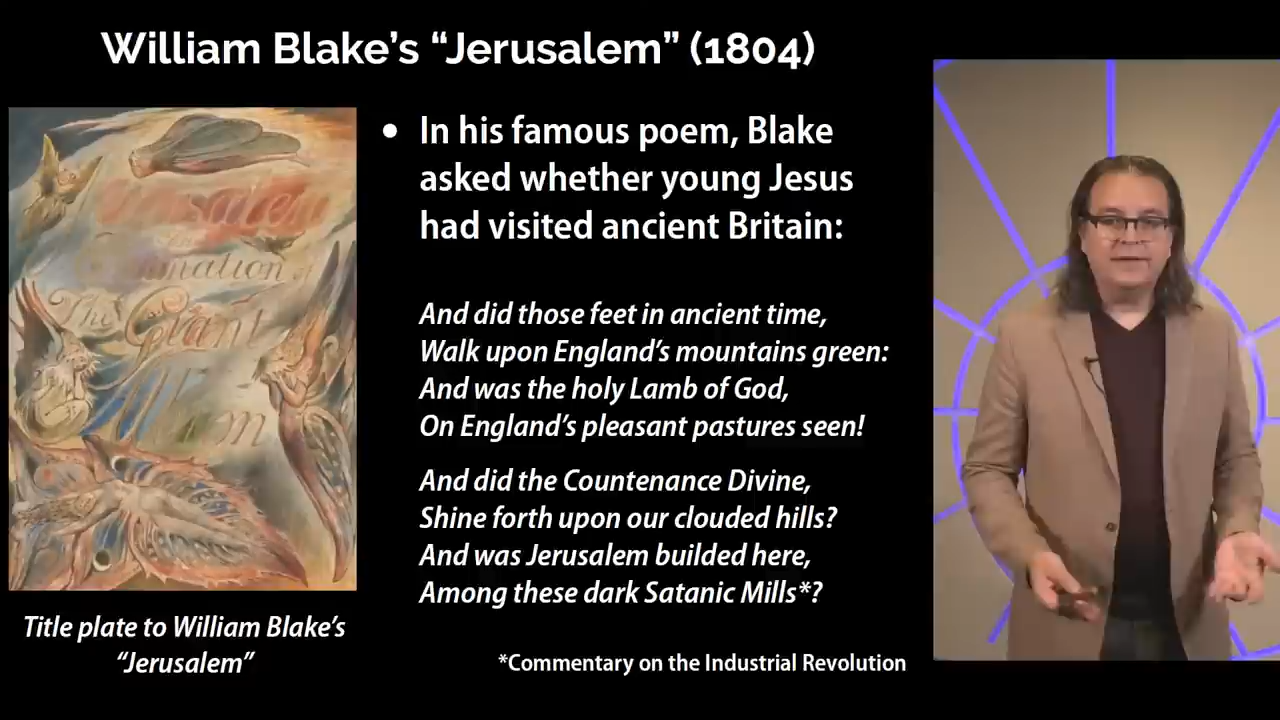 William Blake’s “Jerusalem” (1804)
• In his famous poem, Blake
asked whether young Jesus
had visited ancient Britain:
And did those feet in ancient time,
Walk upon England’s mountains green:
And was the holy Lamb of God,
On England’s pleasant pastures seen!
And did the Countenance Divine,
Shine forth upon our clouded hills?
And was Jerusalem builded here,
Among these dark Satanic Mills*?
*Commentary on the Industrial Revolution
Jerusalem
The
Giant
Title plate to William Blake’s
“Jerusalem”